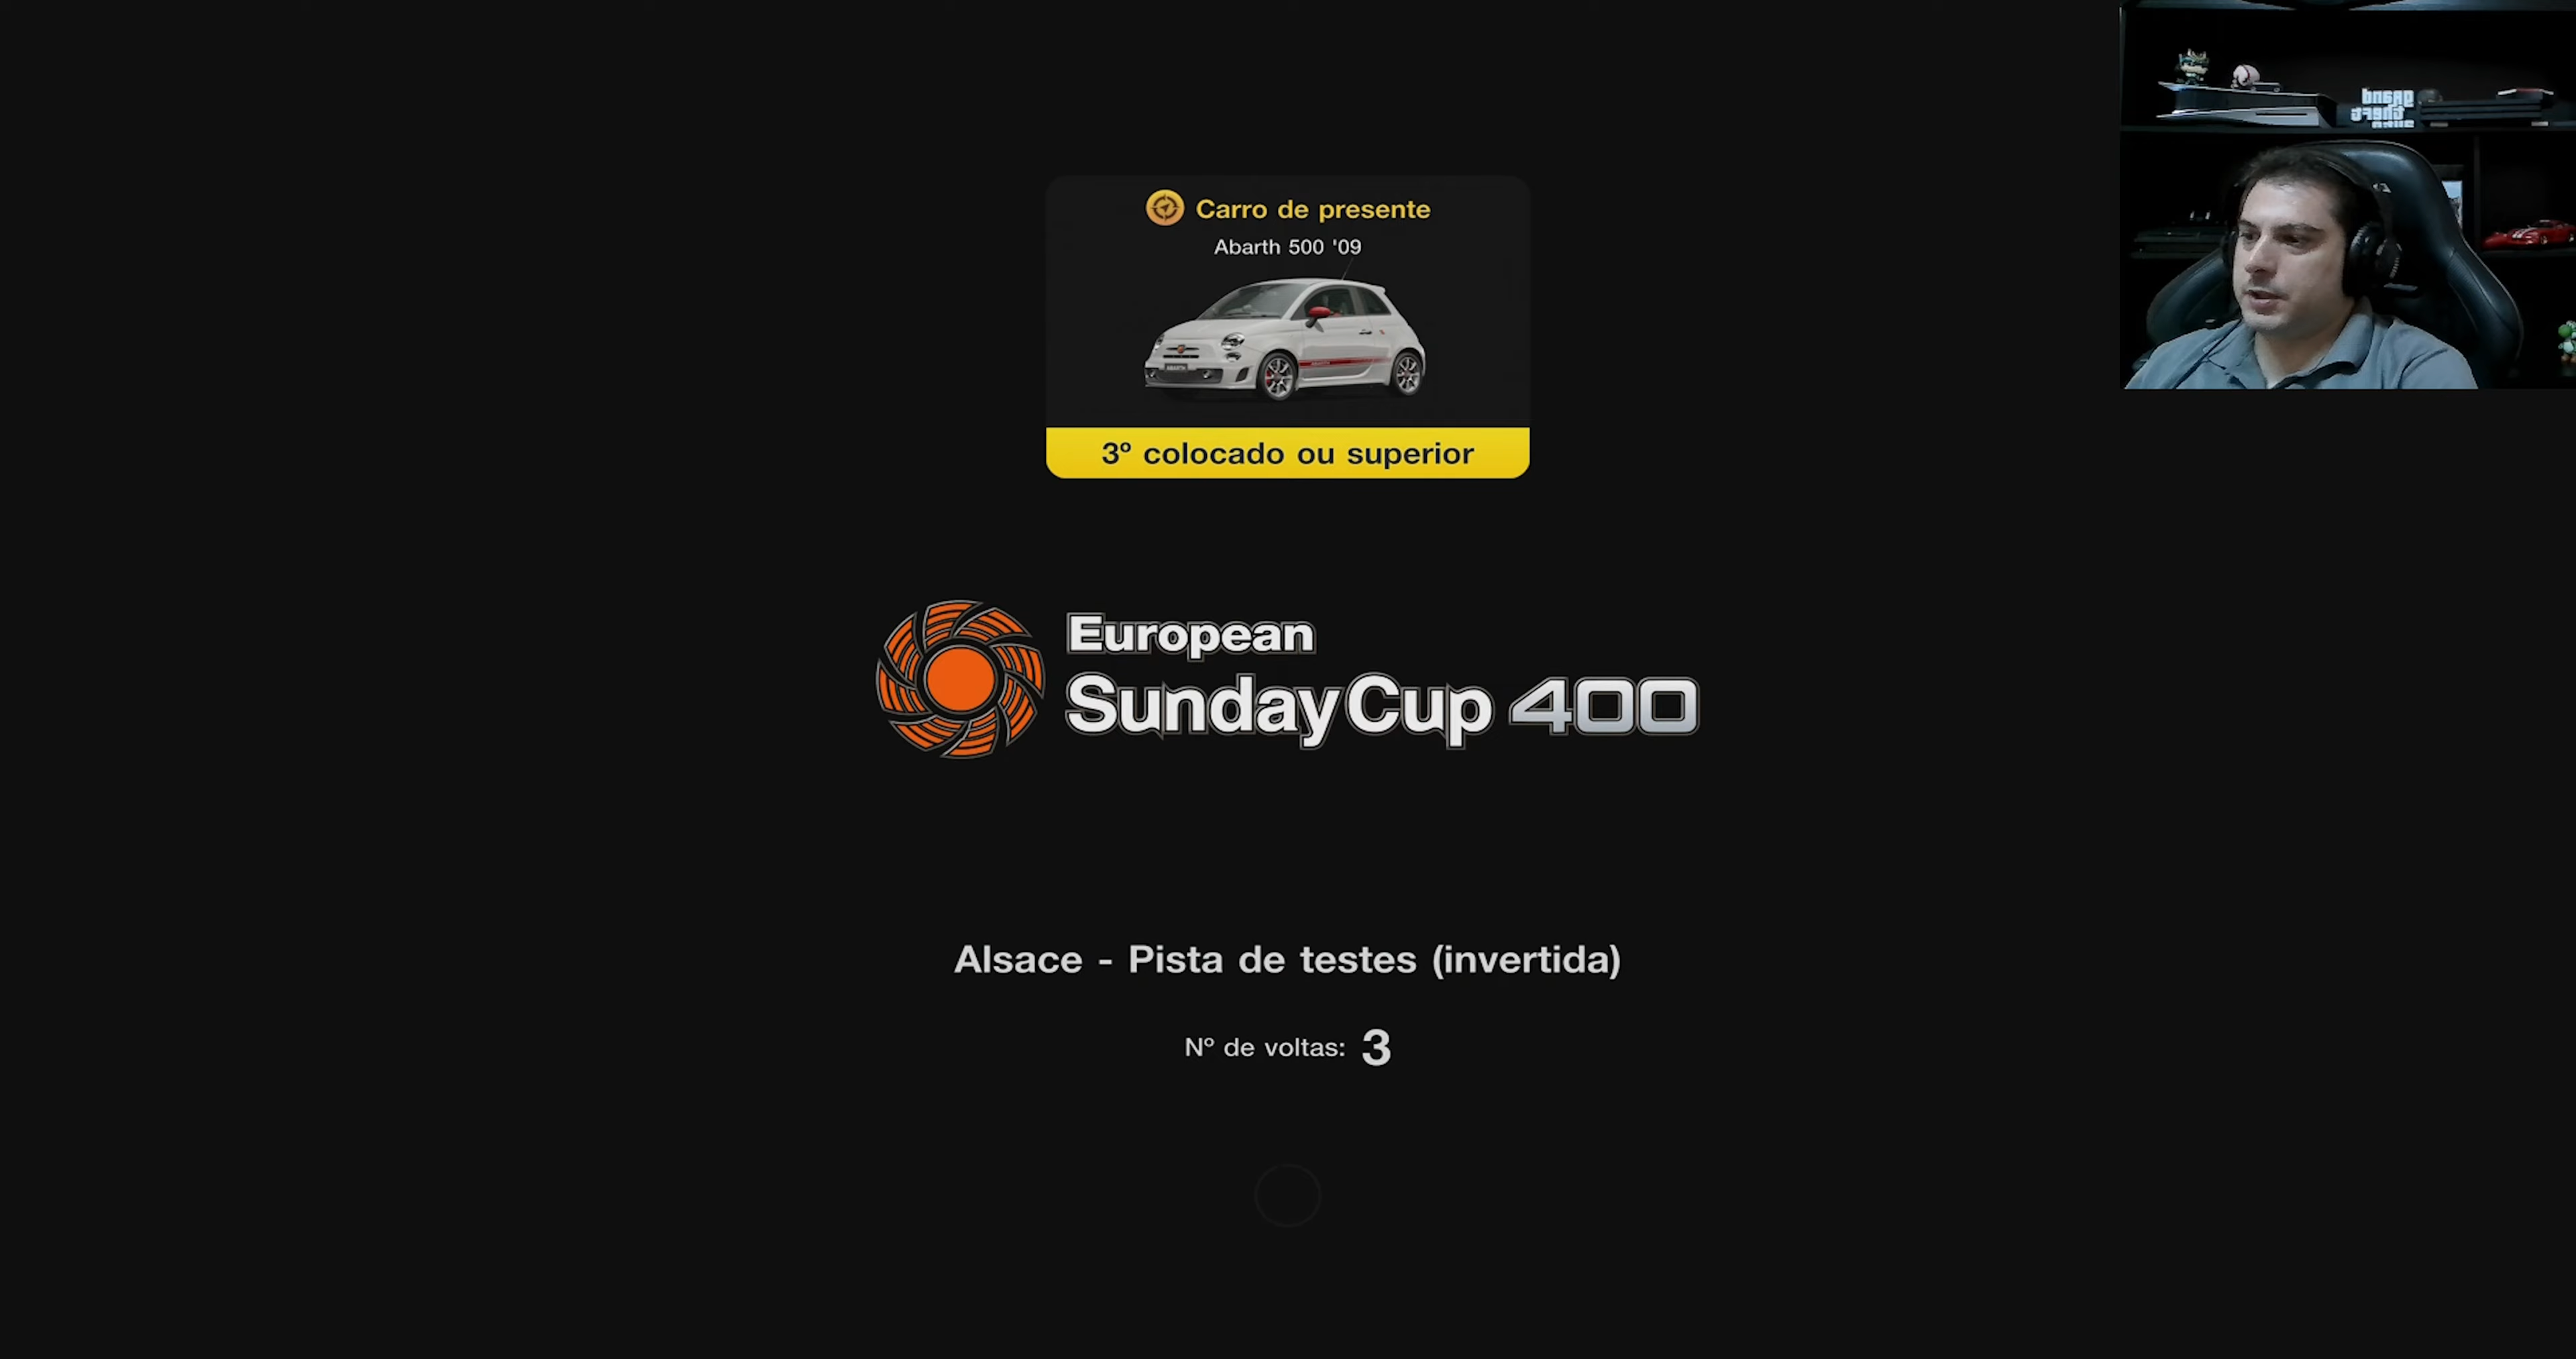 Carro de presente
Abarth 500 '09
ABARTH
3º colocado ou superior
European
SundayCup 400
Alsace - Pista de testes (invertida)
Nº de voltas: 3